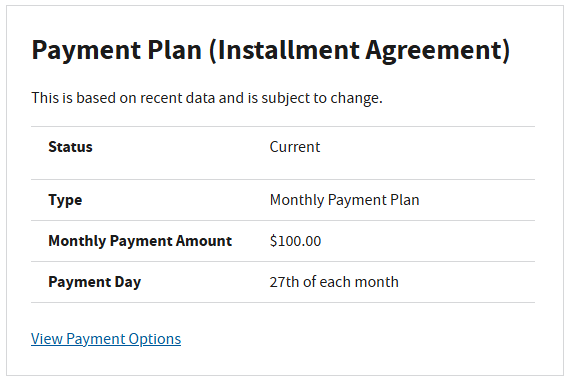 Payment Plan (Installment Agreement)
This is based on recent data and is subject to change.
Status Current
Type Monthly Payment Plan
Monthly Payment Amount $100.00
Payment Day 27th of each month
View Payment Options